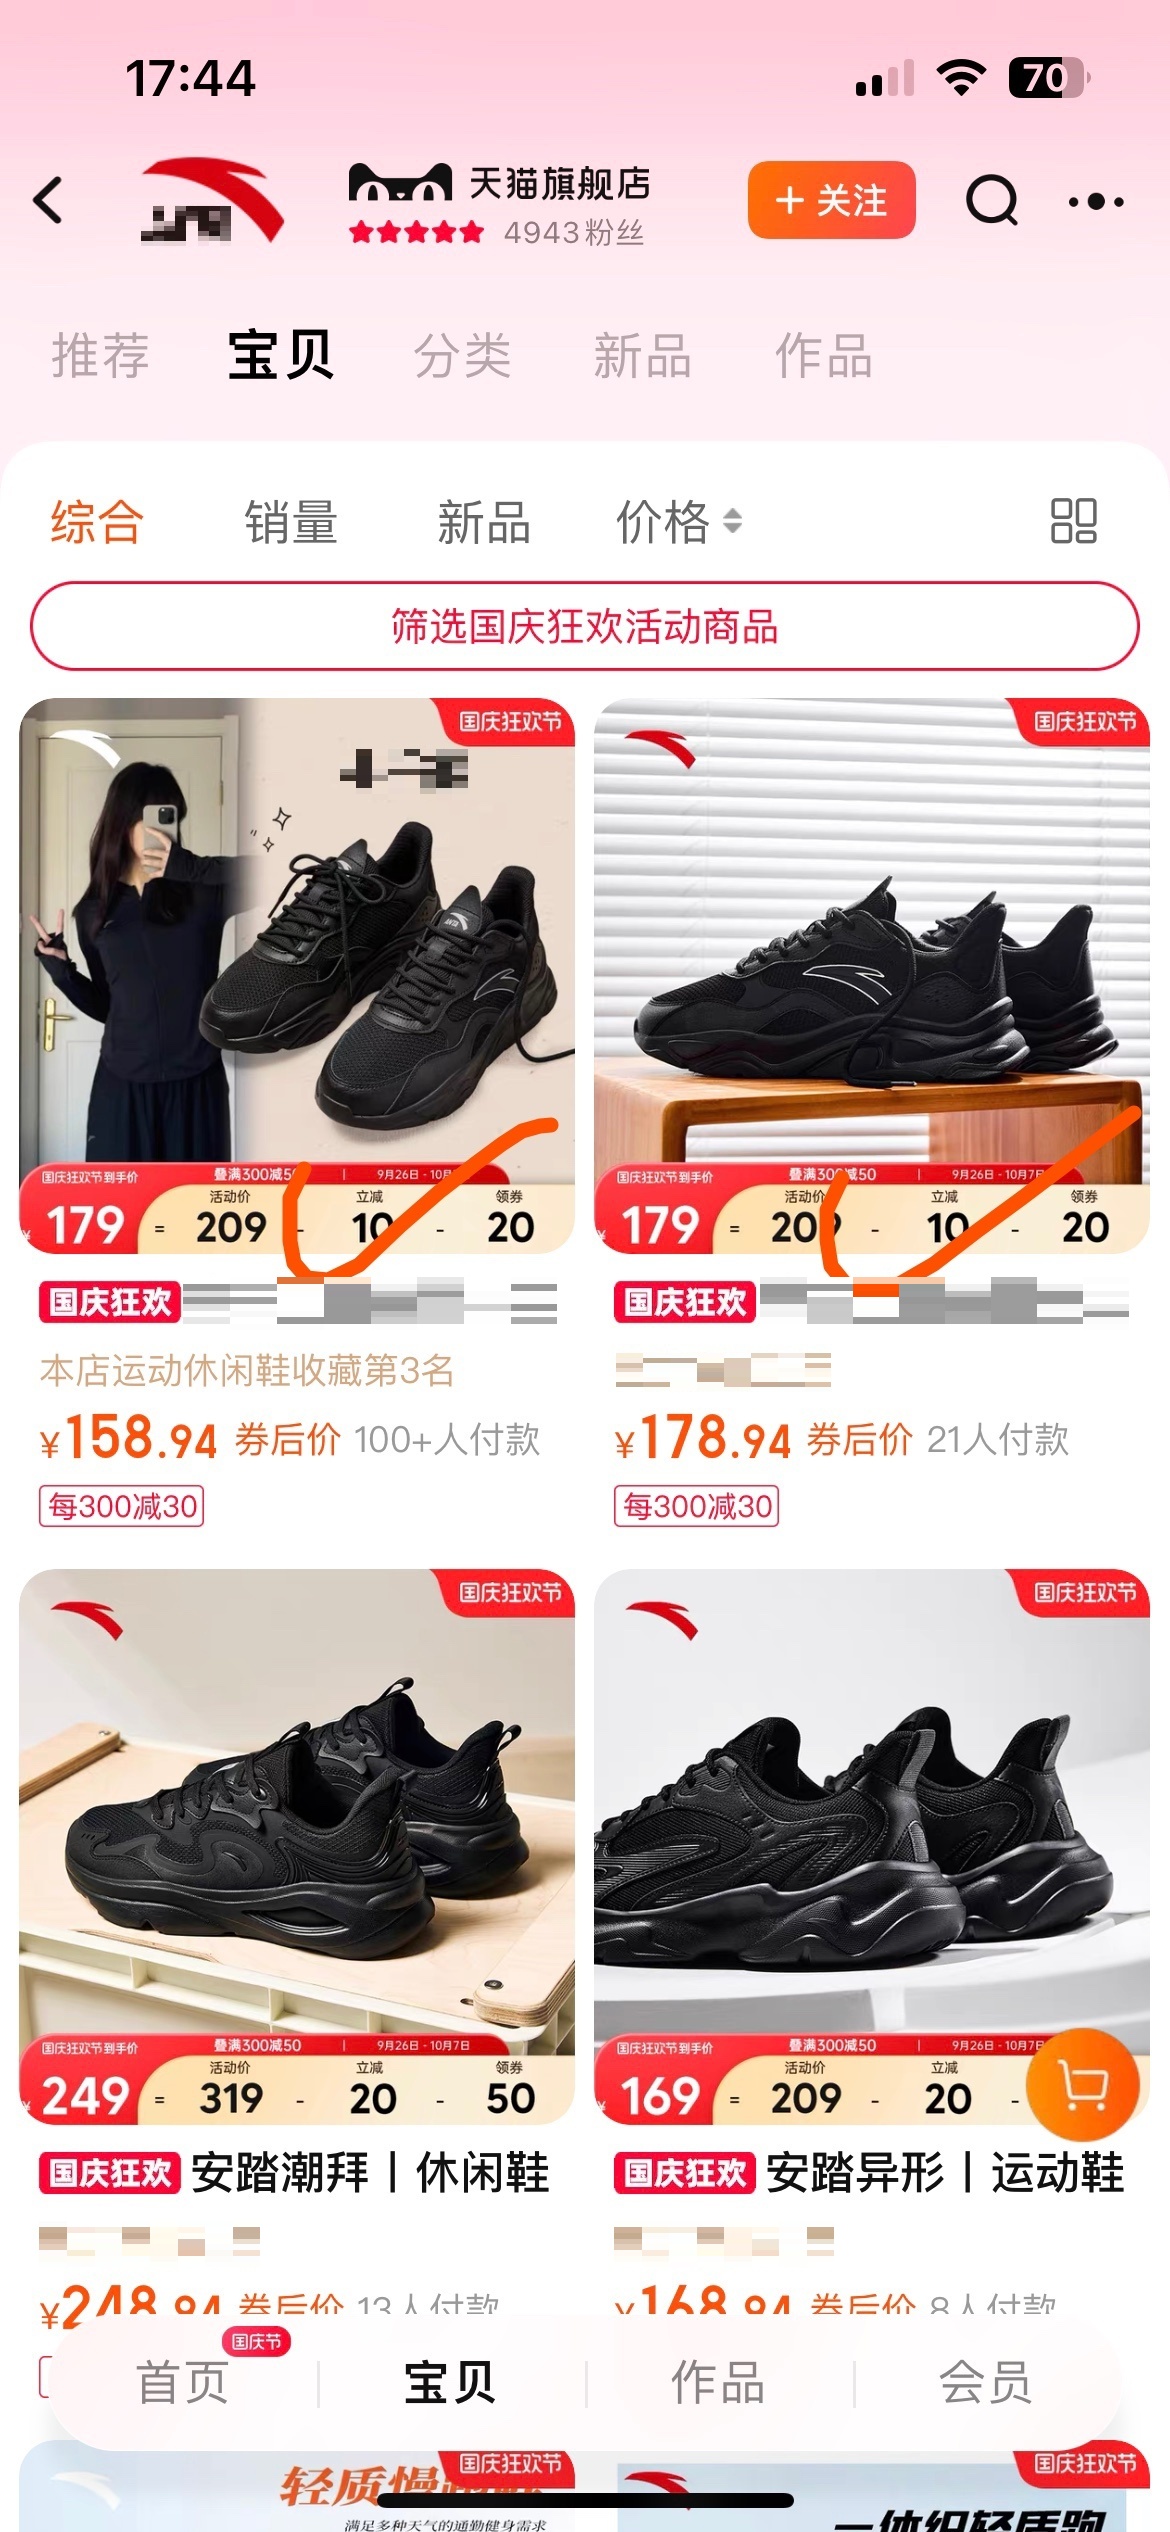 17:44
70
天猫旗舰店
4943粉丝
+ 关注
推荐
宝贝
分类
新品
作品
综合
销量
新品
价格
筛选国庆狂欢活动商品
国庆狂欢节
ANTA
国庆狂欢节到手价
叠满300减50
9月26日 - 10月
活动价
立减
领券
¥179 = 209 - 10 - 20
国庆狂欢
本店运动休闲鞋收藏第3名
¥158.94 券后价 100+人付款
每300减30
国庆狂欢节
国庆狂欢节到手价
叠满300减50
9月26日 - 10月7日
活动价
立减
领券
¥179 = 209 - 10 - 20
国庆狂欢
¥178.94 券后价 21人付款
每300减30
国庆狂欢节
国庆狂欢节到手价
叠满300减50
9月26日 - 10月7日
活动价
立减
领券
¥249 = 319 - 20 - 50
国庆狂欢 安踏潮拜丨休闲鞋
¥248.94 券后价 13人付款
国庆狂欢节
国庆狂欢节到手价
叠满300减50
9月26日 - 10月7日
活动价
立减
¥169 = 209 - 20 -
国庆狂欢 安踏异形丨运动鞋
¥168.94 券后价 8人付款
首页
国庆节
宝贝
作品
会员
国庆狂欢节
轻质慢
满足多种天气的通勤健身需求
国庆狂欢节
一体织轻质跑